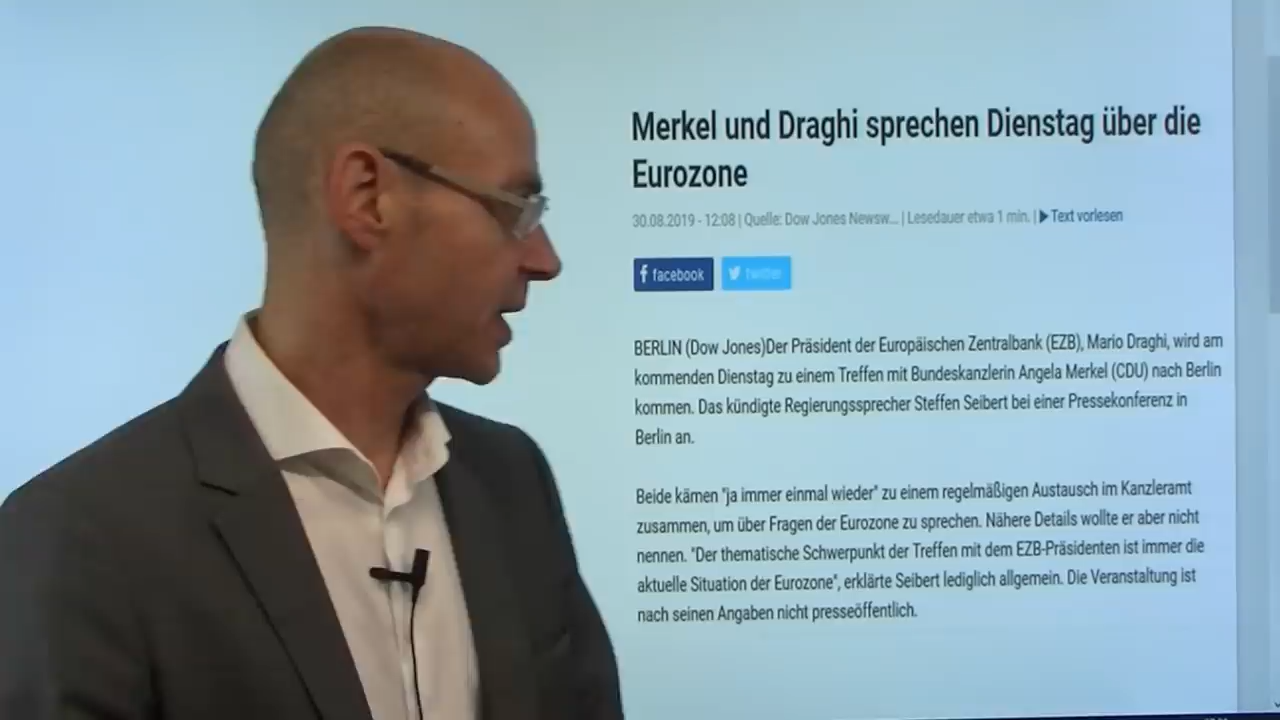 Merkel und Draghi sprechen Dienstag über die
Eurozone
30.08.2019 - 12:08 | Quelle: Dow Jones Newsw... | Lesedauer etwa 1 min. | ▶Text vorlesen
facebook
twitter
BERLIN (Dow Jones)Der Präsident der Europäischen Zentralbank (EZB), Mario Draghi, wird am
kommenden Dienstag zu einem Treffen mit Bundeskanzlerin Angela Merkel (CDU) nach Berlin
kommen. Das kündigte Regierungssprecher Steffen Seibert bei einer Pressekonferenz in
Berlin an.
Beide kämen "ja immer einmal wieder" zu einem regelmäßigen Austausch im Kanzleramt
zusammen, um über Fragen der Eurozone zu sprechen. Nähere Details wollte er aber nicht
nennen. "Der thematische Schwerpunkt der Treffen mit dem EZB-Präsidenten ist immer die
aktuelle Situation der Eurozone", erklärte Seibert lediglich allgemein. Die Veranstaltung ist
nach seinen Angaben nicht presseöffentlich.